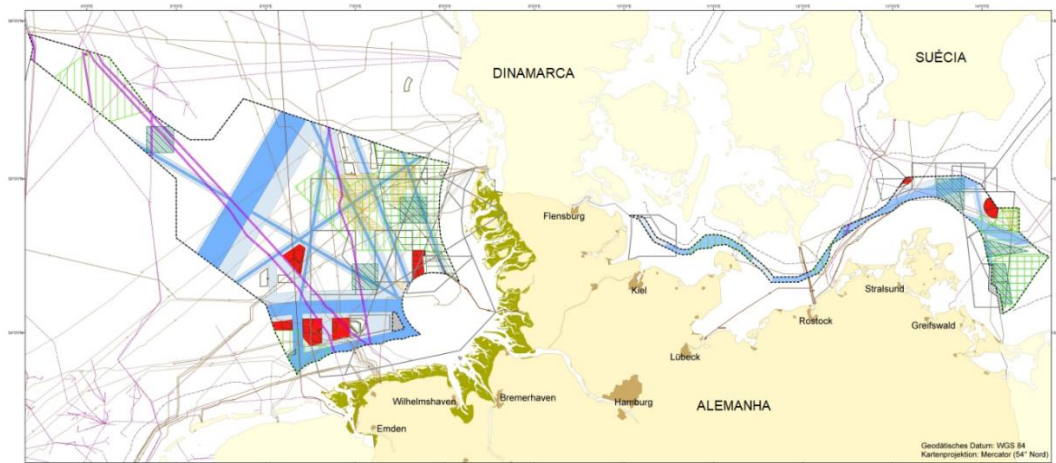 DINAMARCA
SUÉCIA
Flensburg
Kiel
Stralsund
Rostock
Greifswald
Lübeck
Wilhelmshaven
Bremerhaven
Hamburg
ALEMANHA
Emden
Geodätisches Datum: WGS 84
Kartenprojektion: Mercator (54° Nord)